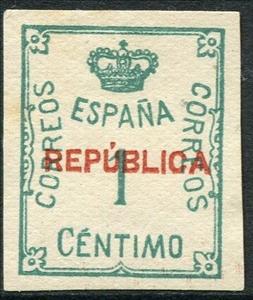 ESPAÑA
CORREOS
CORREOS
REPÚBLICA
1
CÉNTIMO